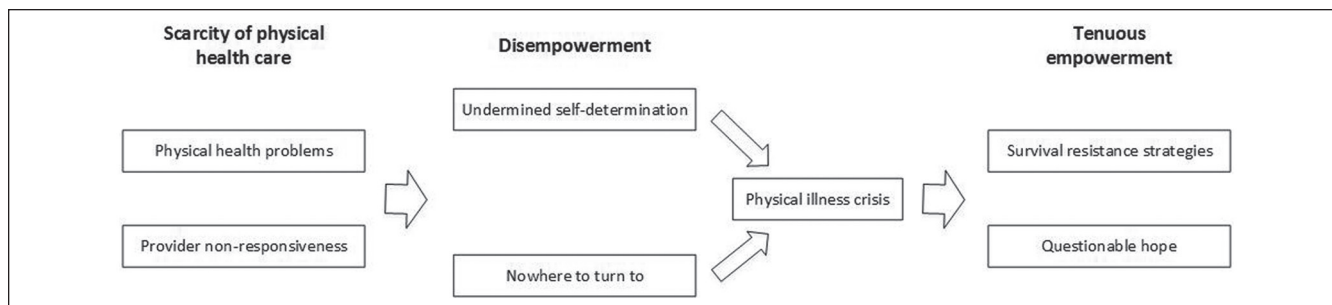 Scarcity of physical
health care
Physical health problems
Provider non-responsiveness
Disempowerment
Undermined self-determination
Nowhere to turn to
Physical illness crisis
Tenuous
empowerment
Survival resistance strategies
Questionable hope